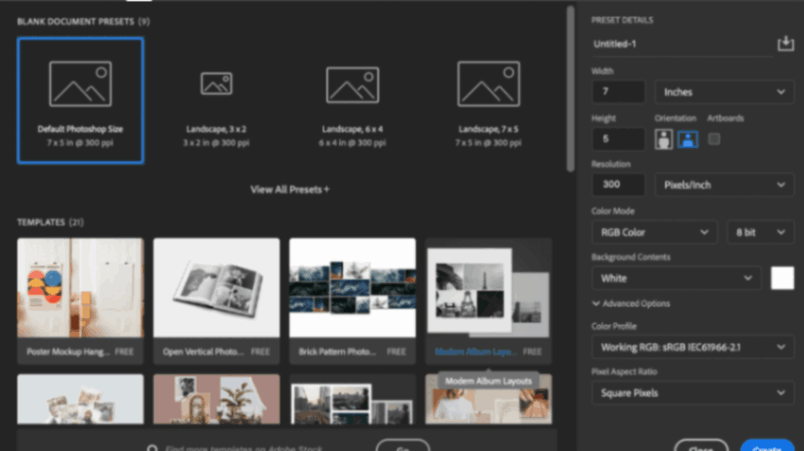 BLANK DOCUMENT PRESETS (9)
Default Photoshop Size
7 x 5 in @ 300 ppi
Landscape, 3 x 2
3 x 2 in @ 300 ppi
Landscape, 6 x 4
6 x 4 in @ 300 ppi
Landscape, 7 x 5
7 x 5 in @ 300 ppi
View All Presets +
TEMPLATES (21)
Poster Mockup Hang... FREE
Open Vertical Photo... FREE
Brick Pattern Photo... FREE
Modern Album Layo... FREE
Modern Album Layouts
Find more templates on Adobe Stock
Go
PRESET DETAILS
Untitled-1
Width
7 Inches
Height Orientation Artboards
5
Resolution
300 Pixels/Inch
Color Mode
RGB Color 8 bit
Background Contents
White
Advanced Options
Color Profile
Working RGB: sRGB IEC61966-2.1
Pixel Aspect Ratio
Square Pixels
Close Create